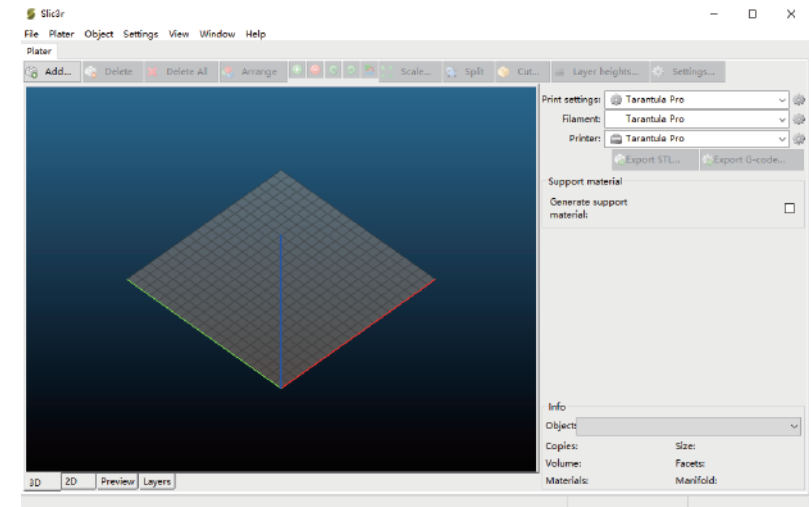 Slic3r
File Plater Object Settings View Window Help
Plater
Add... Delete Delete All Arrange Scale... Split Cut... Layer heights... Settings...
Print settings: Tarantula Pro
Filament: Tarantula Pro
Printer: Tarantula Pro
Export STL... Export G-code...
Support material
Generate support
material:
Info
Object:
Copies: Size:
Volume: Facets:
Materials: Manifold:
3D 2D Preview Layers